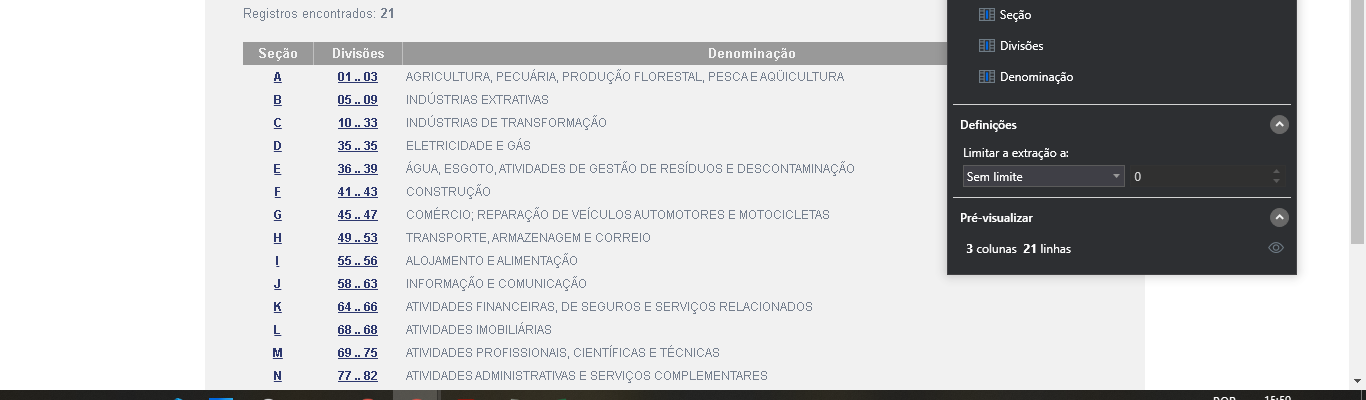 Registros encontrados: 21
Seção Divisões Denominação
A 01 .. 03 AGRICULTURA, PECUÁRIA, PRODUÇÃO FLORESTAL, PESCA E AQÜICULTURA
B 05 .. 09 INDÚSTRIAS EXTRATIVAS
C 10 .. 33 INDÚSTRIAS DE TRANSFORMAÇÃO
D 35 .. 35 ELETRICIDADE E GÁS
E 36 .. 39 ÁGUA, ESGOTO, ATIVIDADES DE GESTÃO DE RESÍDUOS E DESCONTAMINAÇÃO
F 41 .. 43 CONSTRUÇÃO
G 45 .. 47 COMÉRCIO; REPARAÇÃO DE VEÍCULOS AUTOMOTORES E MOTOCICLETAS
H 49 .. 53 TRANSPORTE, ARMAZENAGEM E CORREIO
I 55 .. 56 ALOJAMENTO E ALIMENTAÇÃO
J 58 .. 63 INFORMAÇÃO E COMUNICAÇÃO
K 64 .. 66 ATIVIDADES FINANCEIRAS, DE SEGUROS E SERVIÇOS RELACIONADOS
L 68 .. 68 ATIVIDADES IMOBILIÁRIAS
M 69 .. 75 ATIVIDADES PROFISSIONAIS, CIENTÍFICAS E TÉCNICAS
N 77 .. 82 ATIVIDADES ADMINISTRATIVAS E SERVIÇOS COMPLEMENTARES
Seção
Divisões
Denominação
Definições
Limitar a extração a:
Sem limite 0
Pré-visualizar
3 colunas 21 linhas